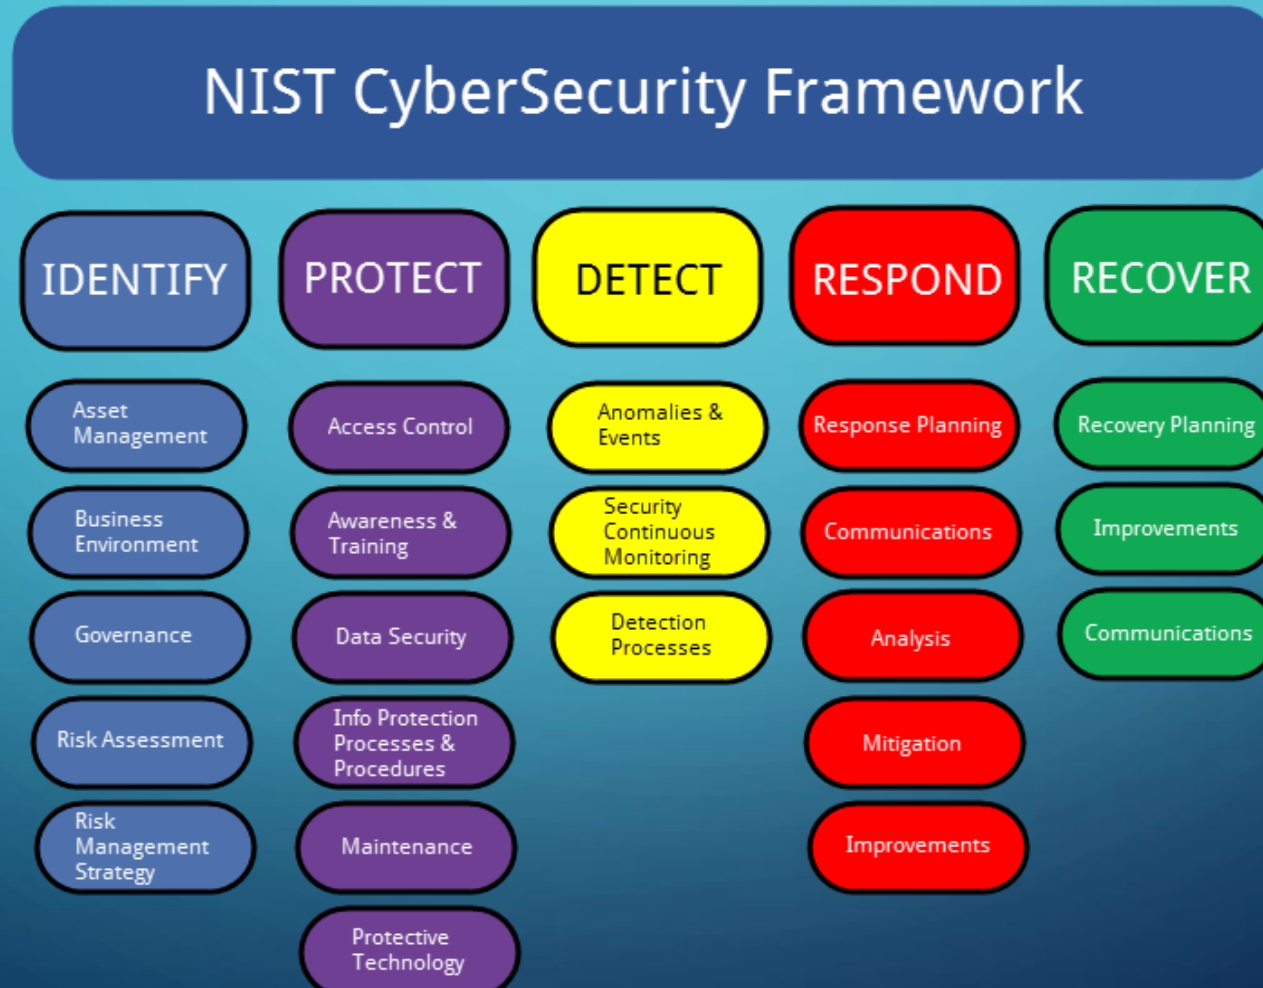 NIST CyberSecurity Framework
IDENTIFY
PROTECT
DETECT
RESPOND
RECOVER
Asset
Management
Business
Environment
Governance
Risk Assessment
Risk
Management
Strategy
Access Control
Awareness &
Training
Data Security
Info Protection
Processes &
Procedures
Maintenance
Protective
Technology
Anomalies &
Events
Security
Continuous
Monitoring
Detection
Processes
Response Planning
Communications
Analysis
Mitigation
Improvements
Recovery Planning
Improvements
Communications